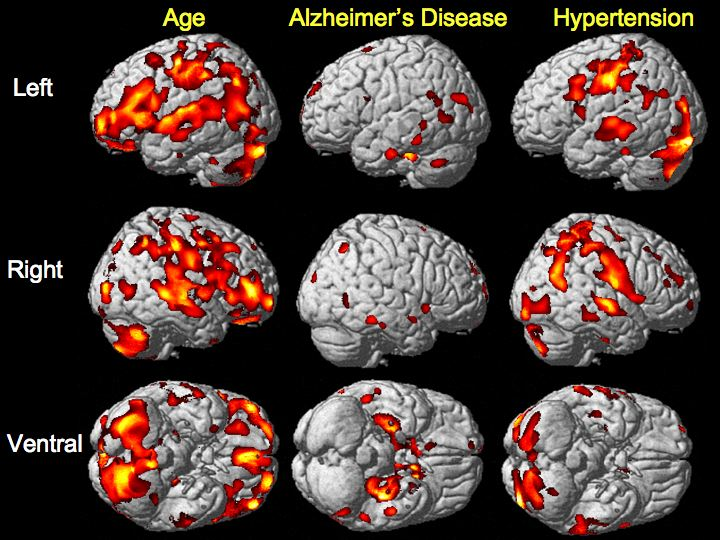 Age Alzheimer’s Disease Hypertension
Left
Right
Ventral